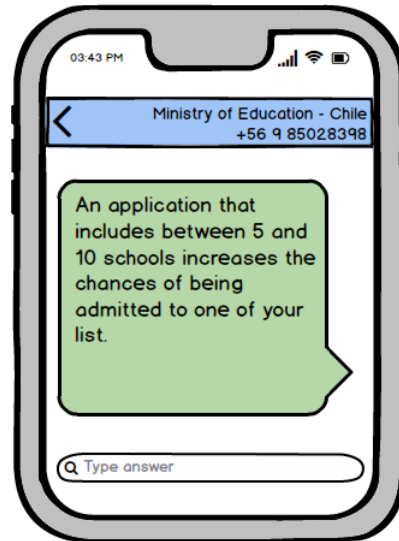 03:43 PM
Ministry of Education - Chile
+56 9 85028398
An application that
includes between 5 and
10 schools increases the
chances of being
admitted to one of your
list.
Type answer